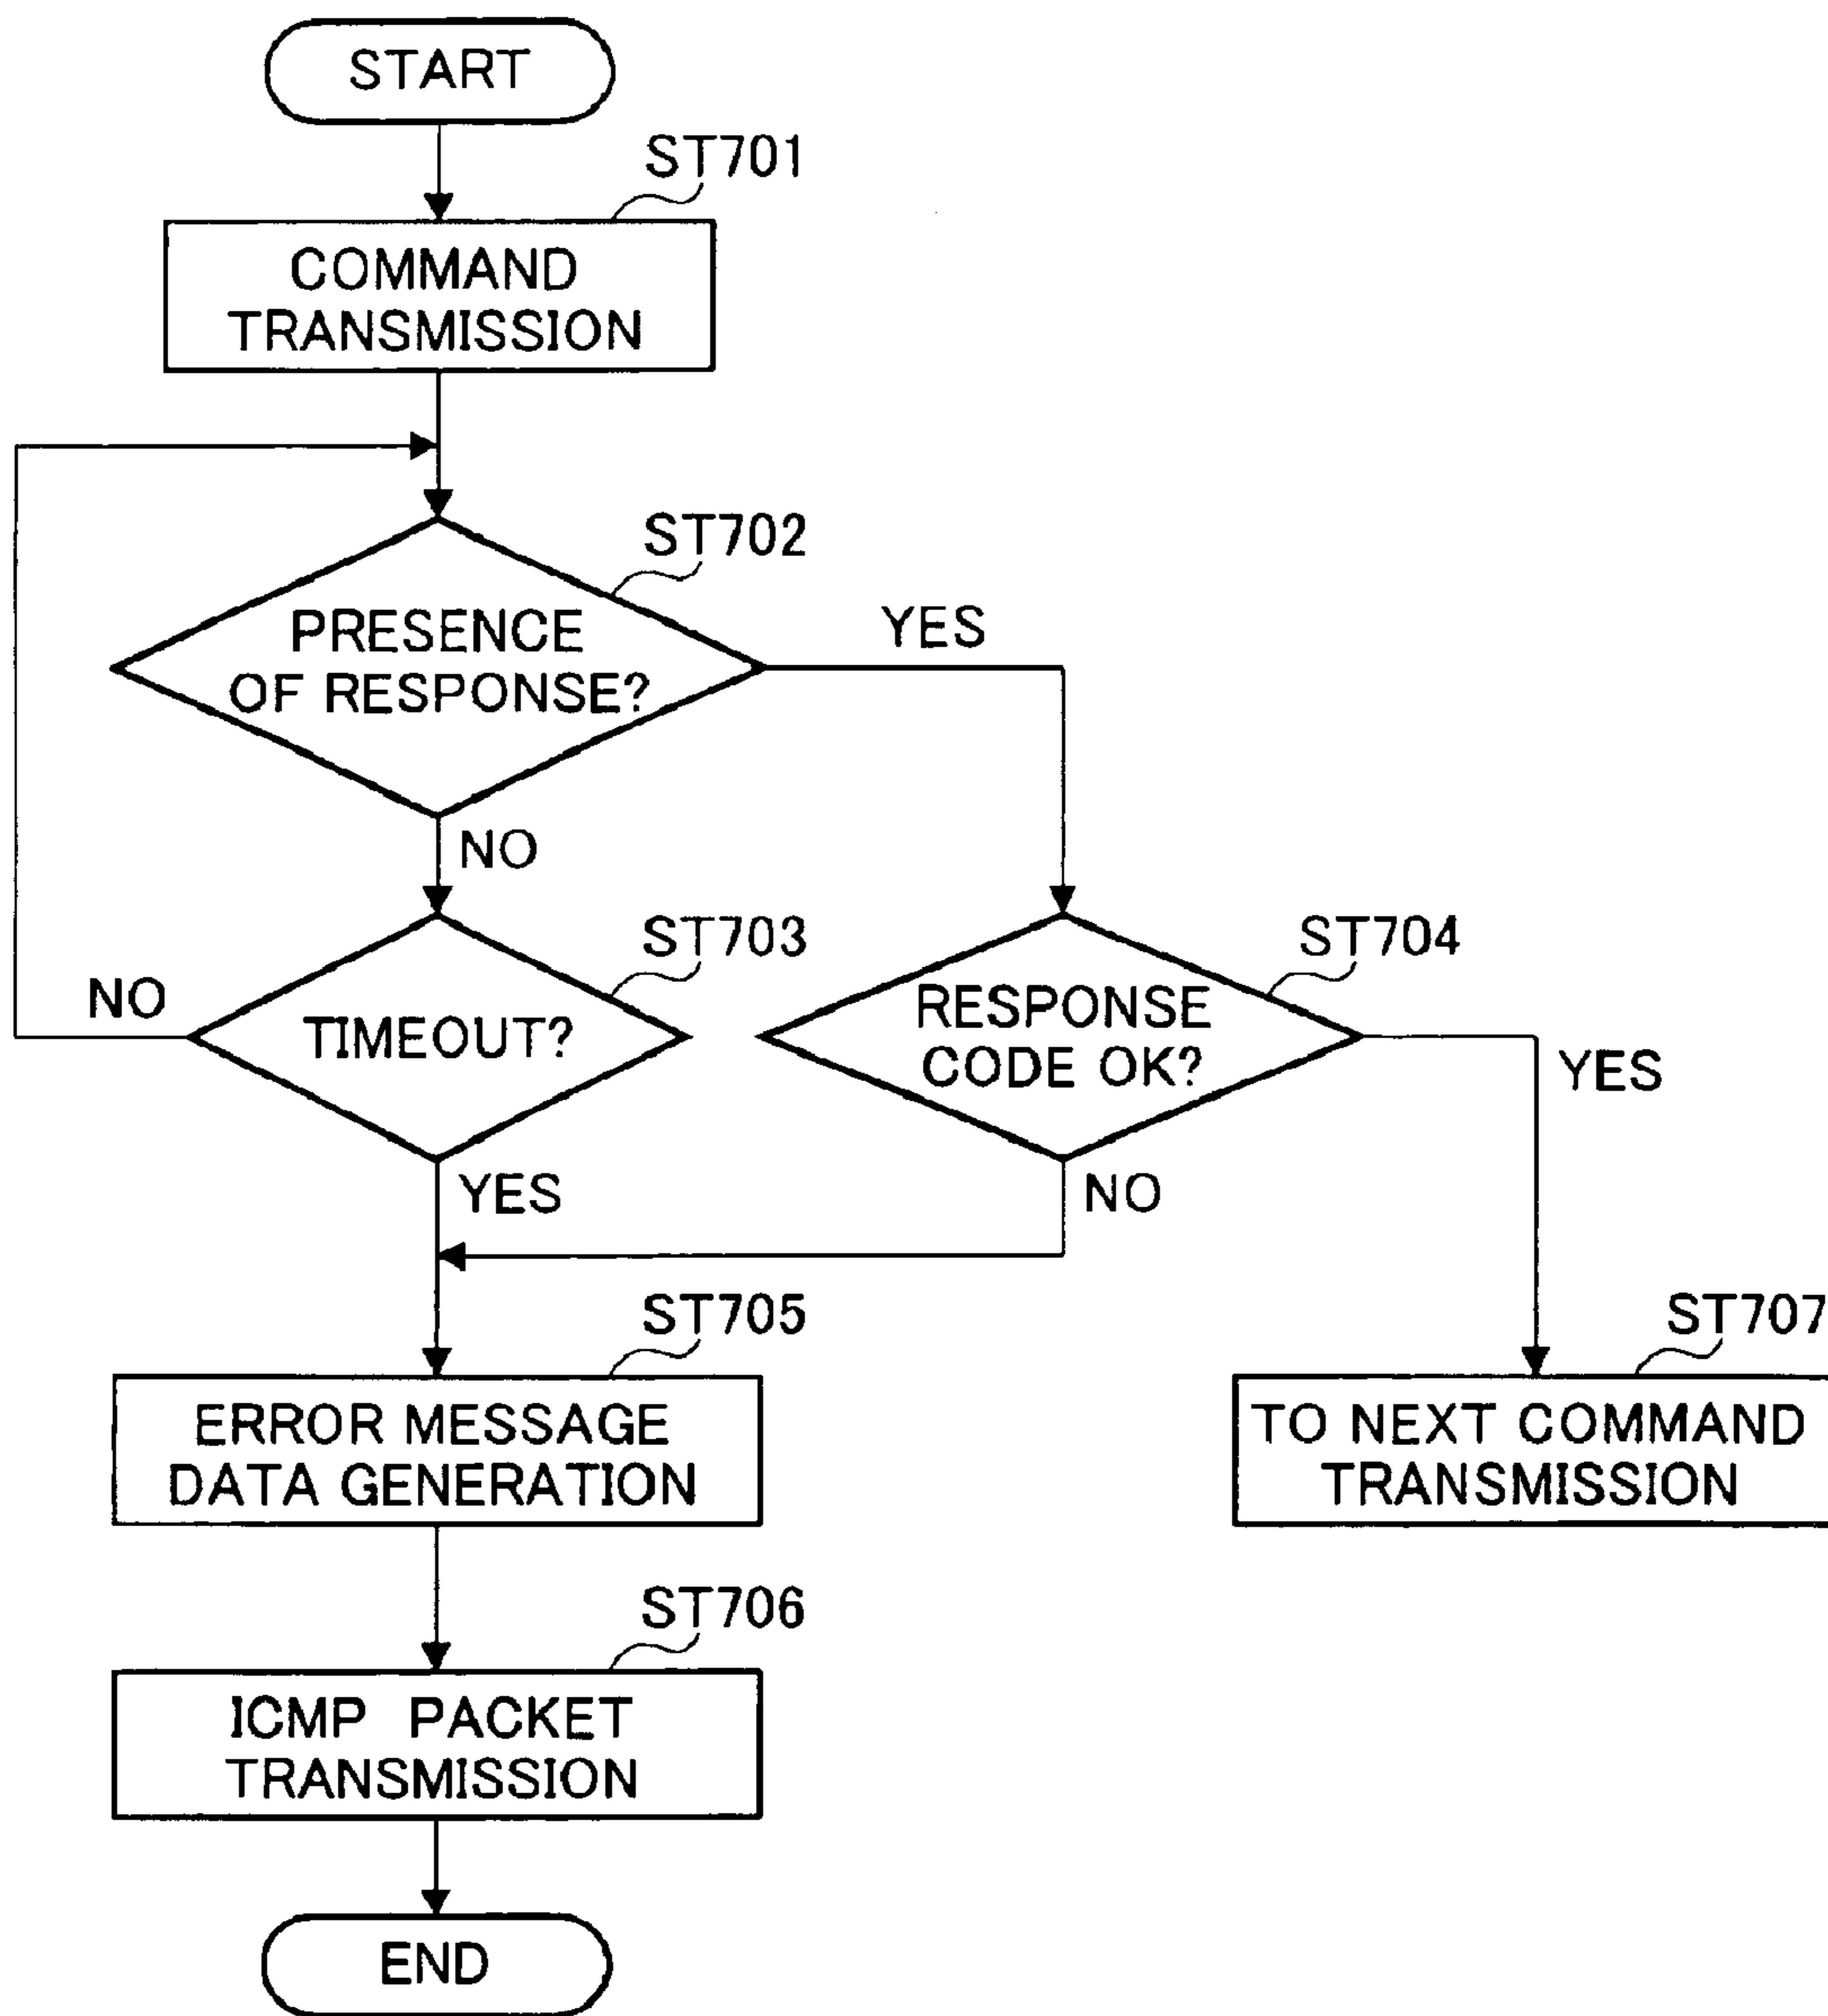 START
ST701
COMMAND
TRANSMISSION
ST702
PRESENCE
OF RESPONSE?
YES
NO
ST703
TIMEOUT?
NO
YES
ST704
RESPONSE
CODE OK?
YES
NO
ST705
ERROR MESSAGE
DATA GENERATION
ST707
TO NEXT COMMAND
TRANSMISSION
ST706
ICMP PACKET
TRANSMISSION
END